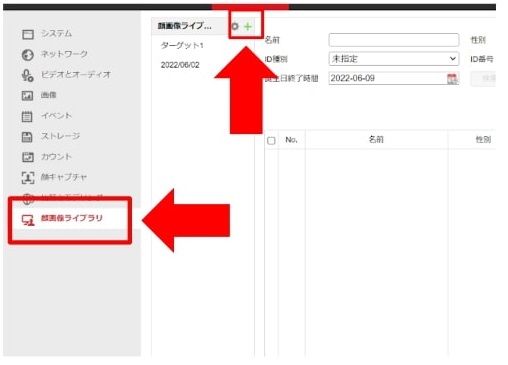 システム
ネットワーク
ビデオとオーディオ
画像
イベント
ストレージ
カウント
顔キャプチャ
顔画像ライブラリ
顔画像ライブ...
ターゲット1
2022/06/02
名前
性別
ID種別
未指定
ID番号
日終了時間
2022-06-09
No.
名前
性別